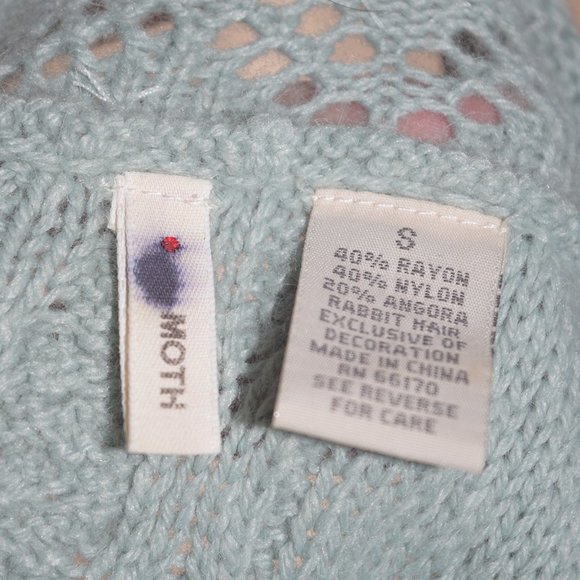 MOTH
S
40% RAYON
40% NYLON
20% ANGORA
RABBIT HAIR
EXCLUSIVE OF
DECORATION
MADE IN CHINA
RN 66170
SEE REVERSE
FOR CARE